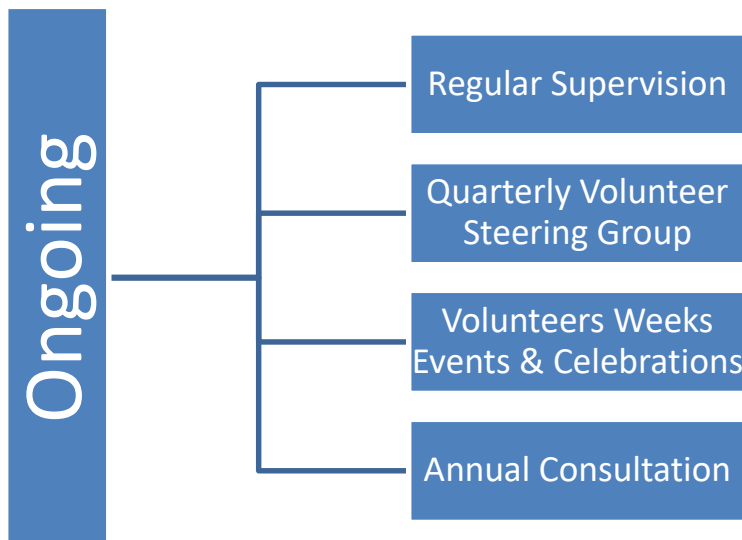 Ongoing
Regular Supervision
Quarterly Volunteer
Steering Group
Volunteers Weeks
Events & Celebrations
Annual Consultation